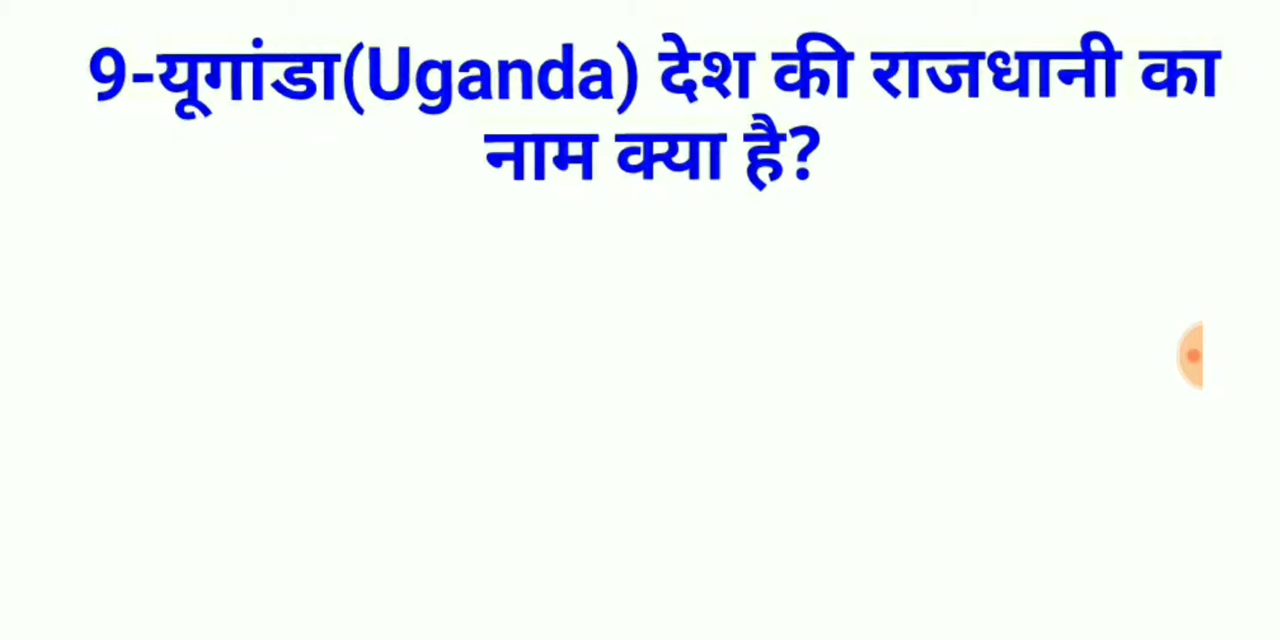 9-यूगांडा(Uganda) देश की राजधानी का
नाम क्या है?